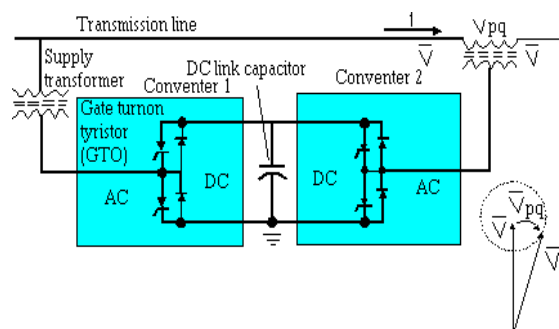 Transmission line
1
Vpq
V
V
Supply
transformer
DC link capacitor
Conventer 1
Conventer 2
Gate turnon
tyristor
(GTO)
AC
DC
DC
AC
Vpq
V
V